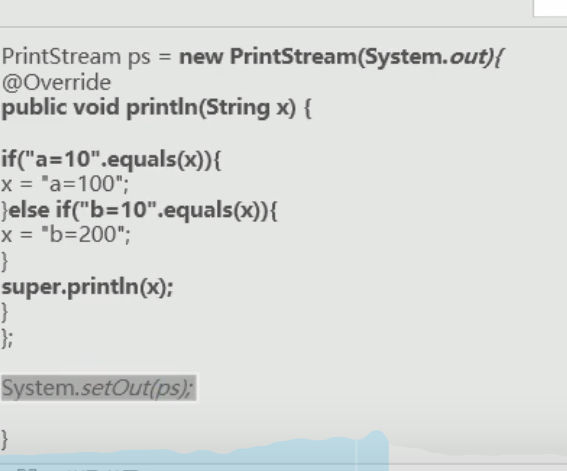 PrintStream ps = new PrintStream(System.out){
@Override
public void println(String x) {
if("a=10".equals(x)){
x = "a=100";
}else if("b=10".equals(x)){
x = "b=200";
}
super.println(x);
}
};
System.setOut(ps);
}